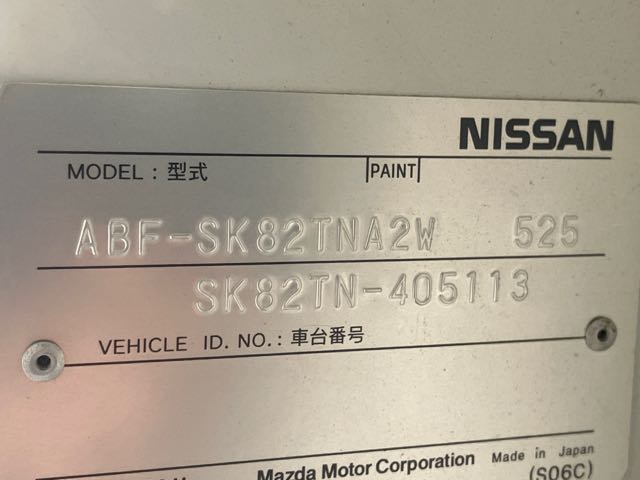 NISSAN
MODEL : 型式 PAINT
ABF-SK82TNA2W 525
SK82TN-405113
VEHICLE ID. NO. : 車台番号
Mazda Motor Corporation Made in Japan
(S06C)